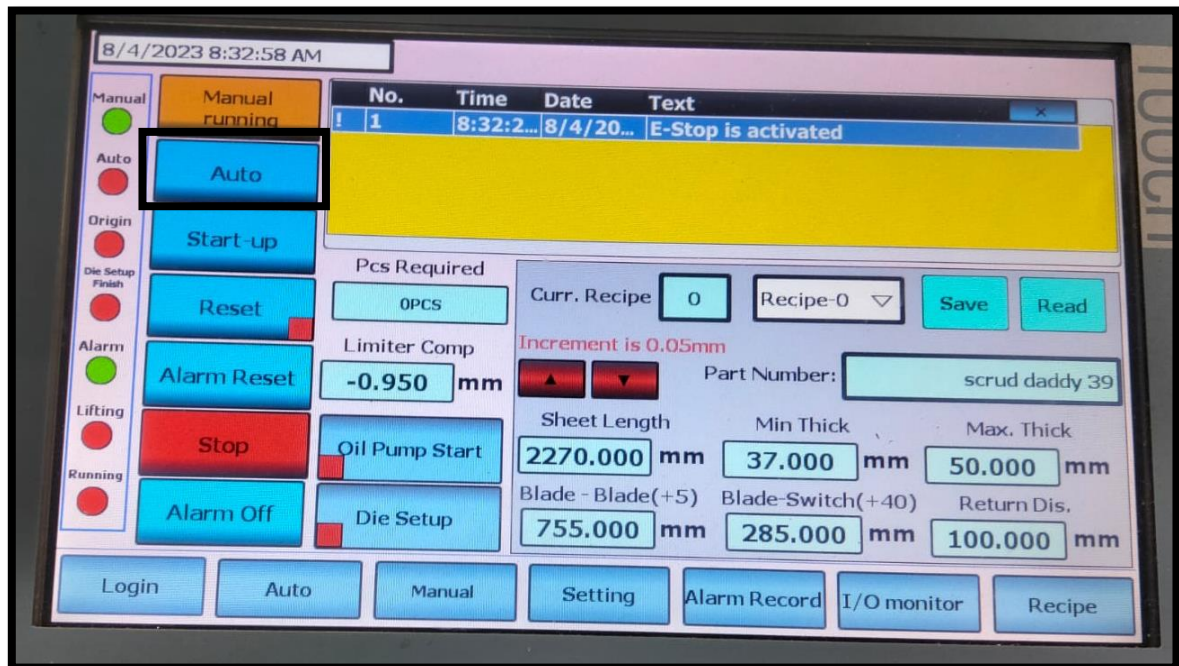 8/4/2023 8:32:58 AM
Manual
Manual running
No. Time Date Text
! 1 8:32:2... 8/4/20... E-Stop is activated
Auto
Auto
Origin
Start-up
Die Setup Finish
Reset
Pcs Required
0PCS
Curr. Recipe 0 Recipe-0 Save Read
Alarm
Alarm Reset
Limiter Comp
-0.950 mm
Increment is 0.05mm
Part Number: scrud daddy 39
Lifting
Stop
Oil Pump Start
Sheet Length Min Thick Max. Thick
2270.000 mm 37.000 mm 50.000 mm
Running
Alarm Off
Die Setup
Blade - Blade(+5) Blade-Switch(+40) Return Dis.
755.000 mm 285.000 mm 100.000 mm
Login Auto Manual Setting Alarm Record I/O monitor Recipe